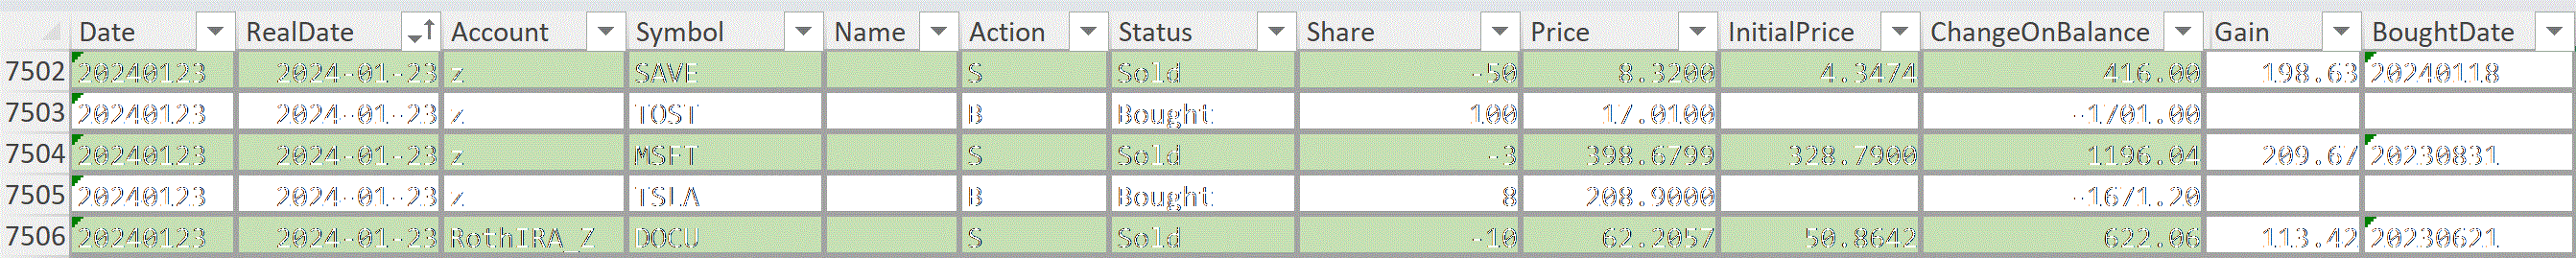 Date RealDate Account Symbol Name Action Status Share Price InitialPrice ChangeOnBalance Gain BoughtDate
7502 20240123 2024-01-23 z SAVE S Sold -50 8.3200 4.3474 416.00 198.63 20240118
7503 20240123 2024-01-23 z TOST B Bought 100 17.0100 -1701.00
7504 20240123 2024-01-23 z MSFT S Sold -3 398.6799 328.7900 1196.04 209.67 20230831
7505 20240123 2024-01-23 z TSLA B Bought 8 208.9000 -1671.20
7506 20240123 2024-01-23 RothIRA_Z DOCU S Sold -10 62.2057 50.8642 622.06 113.42 20230621